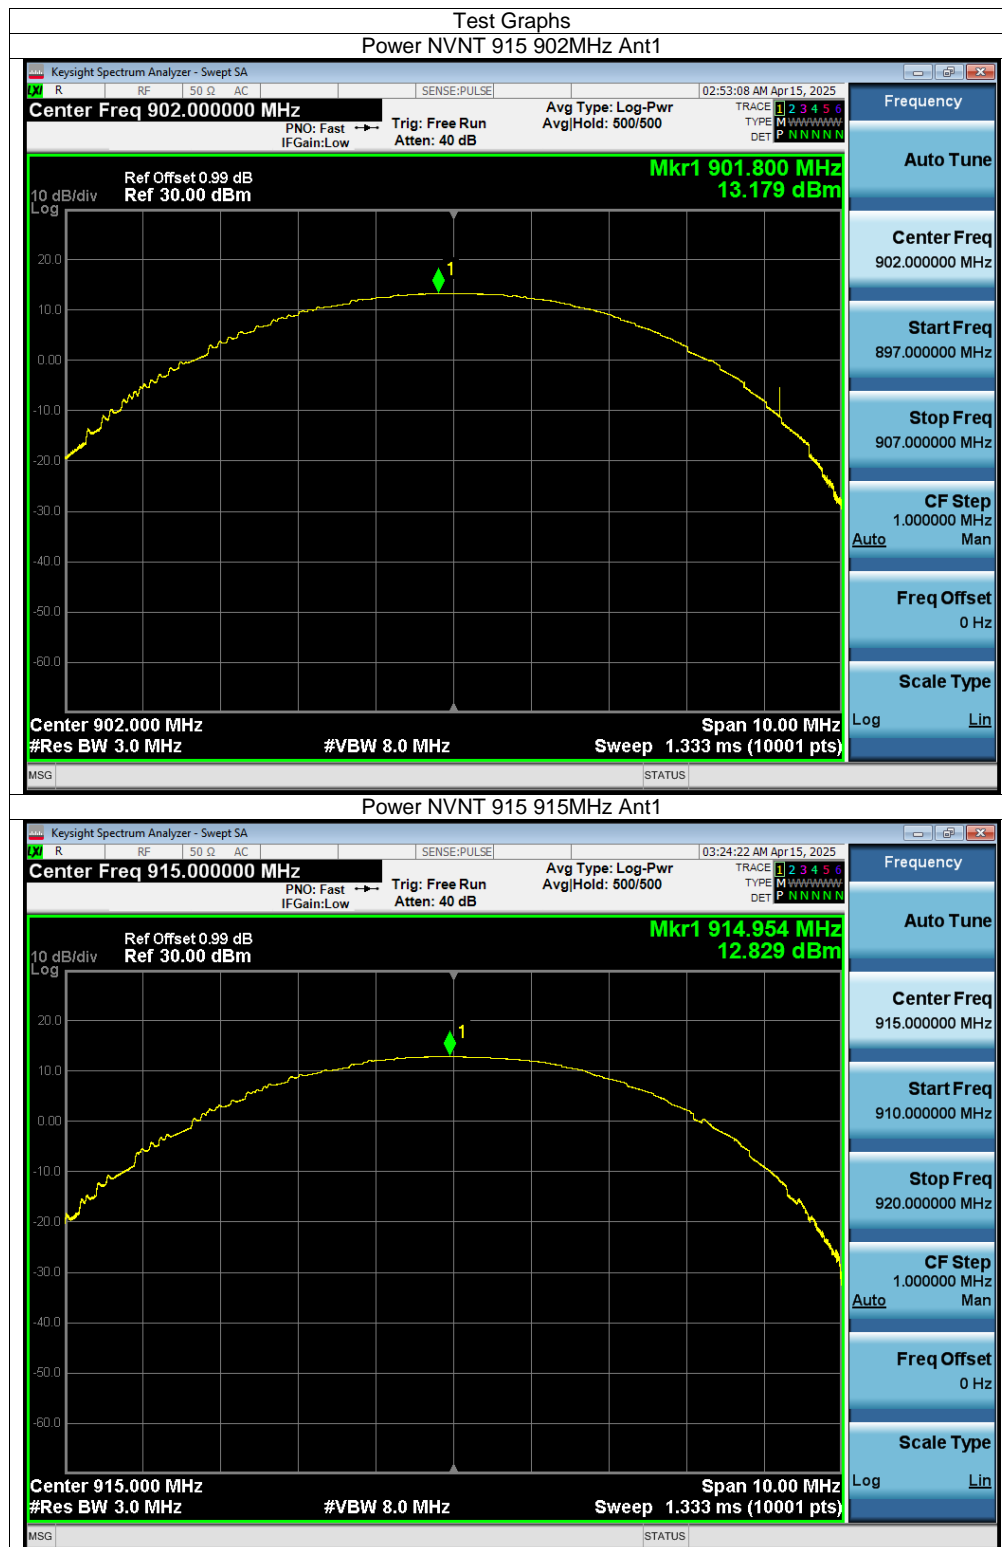 Test Graphs
Power NVNT 915 902MHz Ant1
Keysight Spectrum Analyzer - Swept SA
LXI R RF 50 Ω AC SENSE:PULSE 02:53:08 AM Apr 15, 2025
Center Freq 902.000000 MHz
PNO: Fast
IFGain:Low
Trig: Free Run
Atten: 40 dB
Avg Type: Log-Pwr
Avg|Hold: 500/500
TRACE 1 2 3 4 5 6
TYPE M WWWWW
DET P N N N N N
Mkr1 901.800 MHz
13.179 dBm
Ref Offset 0.99 dB
Ref 30.00 dBm
10 dB/div
Log
20.0
10.0
0.00
-10.0
-20.0
-30.0
-40.0
-50.0
-60.0
1
Center 902.000 MHz
#Res BW 3.0 MHz
#VBW 8.0 MHz
Span 10.00 MHz
Sweep 1.333 ms (10001 pts)
MSG STATUS
Frequency
Auto Tune
Center Freq
902.000000 MHz
Start Freq
897.000000 MHz
Stop Freq
907.000000 MHz
CF Step
1.000000 MHz
Auto Man
Freq Offset
0 Hz
Scale Type
Log Lin
Power NVNT 915 915MHz Ant1
Keysight Spectrum Analyzer - Swept SA
LXI R RF 50 Ω AC SENSE:PULSE 03:24:22 AM Apr 15, 2025
Center Freq 915.000000 MHz
PNO: Fast
IFGain:Low
Trig: Free Run
Atten: 40 dB
Avg Type: Log-Pwr
Avg|Hold: 500/500
TRACE 1 2 3 4 5 6
TYPE M WWWWW
DET P N N N N N
Mkr1 914.954 MHz
12.829 dBm
Ref Offset 0.99 dB
Ref 30.00 dBm
10 dB/div
Log
20.0
10.0
0.00
-10.0
-20.0
-30.0
-40.0
-50.0
-60.0
1
Center 915.000 MHz
#Res BW 3.0 MHz
#VBW 8.0 MHz
Span 10.00 MHz
Sweep 1.333 ms (10001 pts)
MSG STATUS
Frequency
Auto Tune
Center Freq
915.000000 MHz
Start Freq
910.000000 MHz
Stop Freq
920.000000 MHz
CF Step
1.000000 MHz
Auto Man
Freq Offset
0 Hz
Scale Type
Log Lin